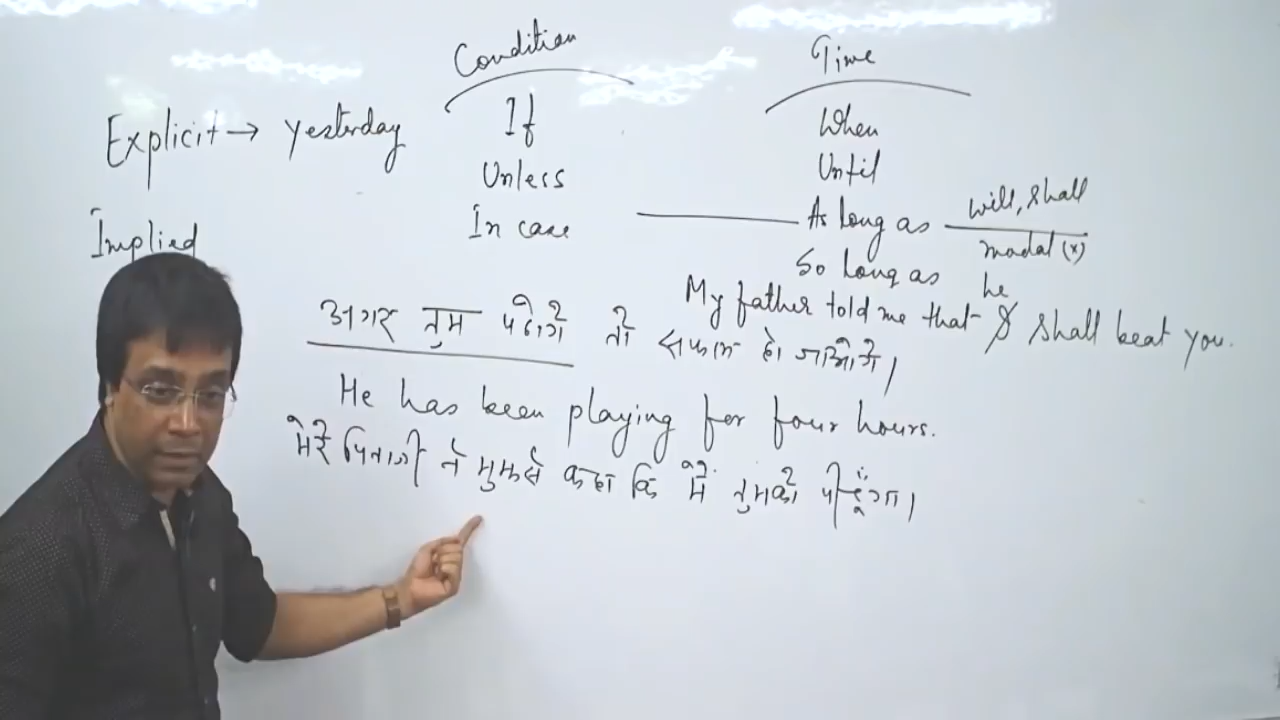 Condition
Time
Explicit → yesterday
If
When
Unless
Until
Implied
In case
As long as
will, shall
modal (x)
So long as
he
My father told me that I shall beat you.
अगर तुम पढोगे तो सफल हो जाओगे।
He has been playing for four hours.
मेरे पिताजी ने मुझसे कहा कि मैं तुमको पीटूंगा।